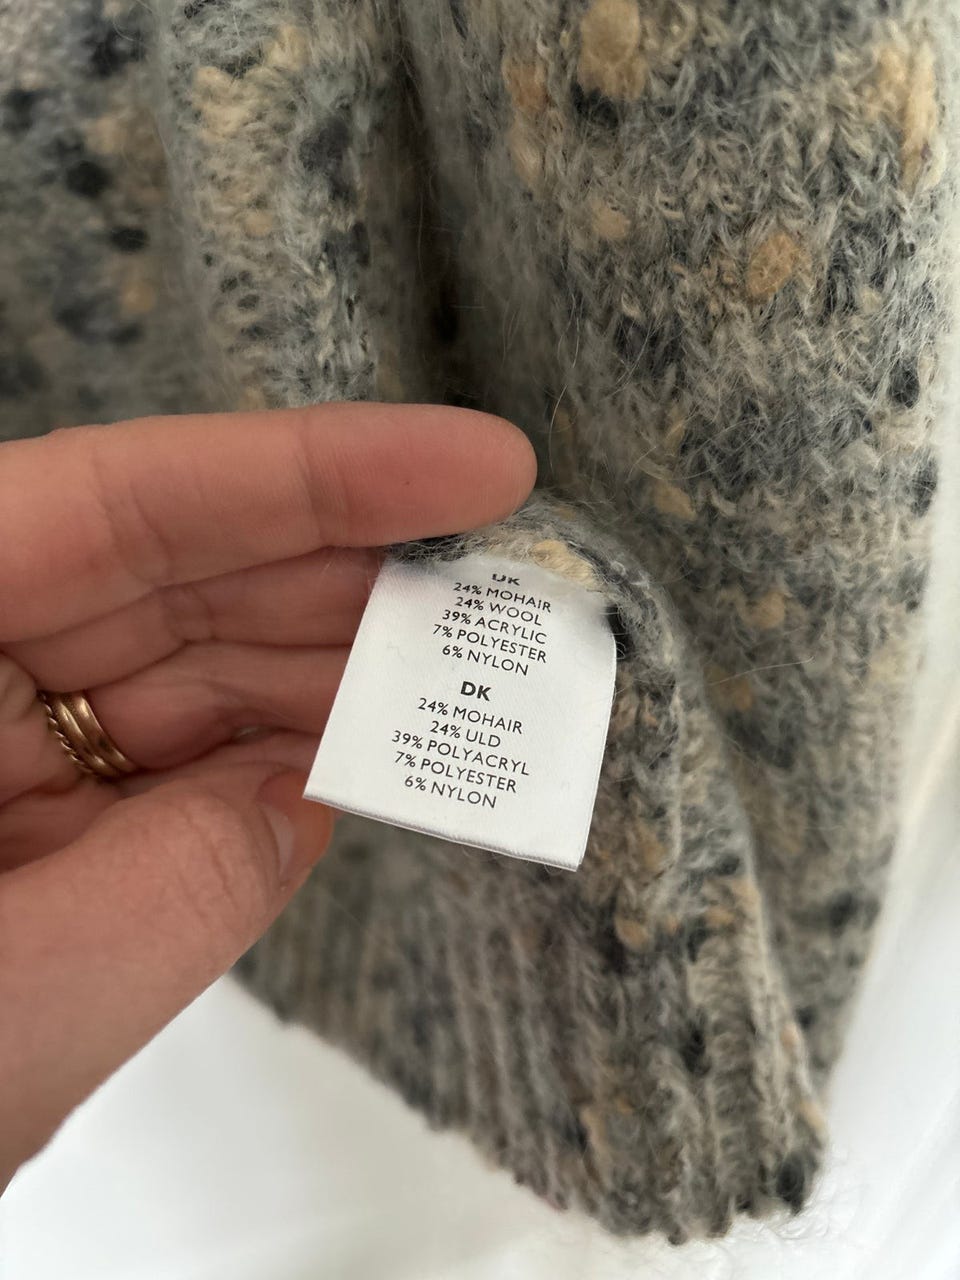 UK
24% MOHAIR
24% WOOL
39% ACRYLIC
7% POLYESTER
6% NYLON
DK
24% MOHAIR
24% ULD
39% POLYACRYL
7% POLYESTER
6% NYLON